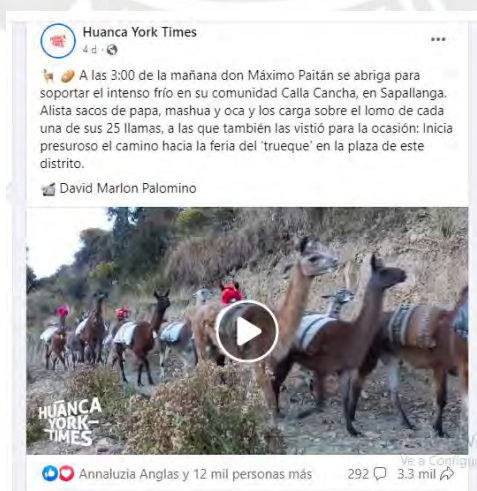 Huanca York Times
4 d
A las 3:00 de la mañana don Máximo Paitán se abriga para
soportar el intenso frío en su comunidad Calla Cancha, en Sapallanga.
Alista sacos de papa, mashua y oca y los carga sobre el lomo de cada
una de sus 25 llamas, a las que también las vistió para la ocasión: Inicia
presuroso el camino hacia la feria del 'trueque' en la plaza de este
distrito.
David Marlon Palomino
HUANCA
YORK–
TIMES
Ve a Configu
Annaluzia Anglas y 12 mil personas más 292 3.3 mil